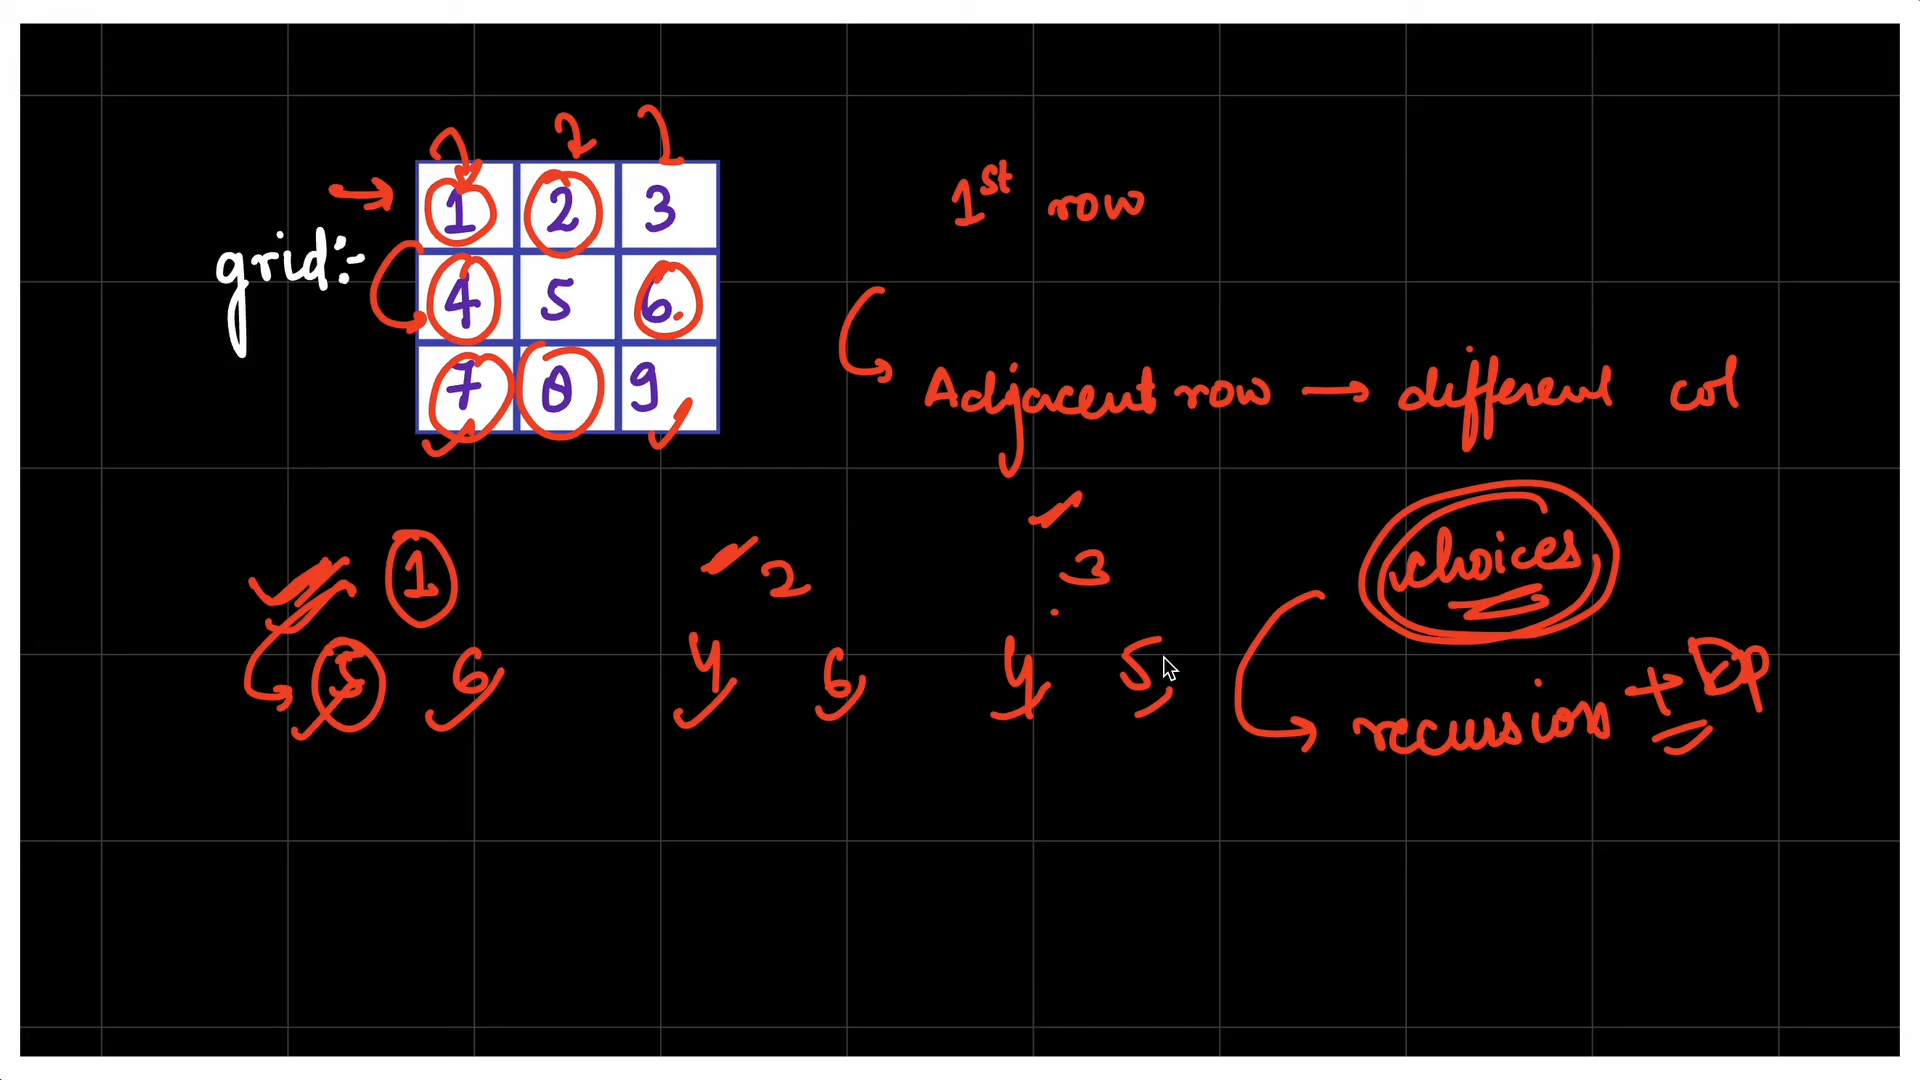 grid:-
1 2 3
4 5 6
7 8 9
1st row
Adjacent row → different col
1 2 3
5 6 4 6 4 5
choices
recursion + Dp